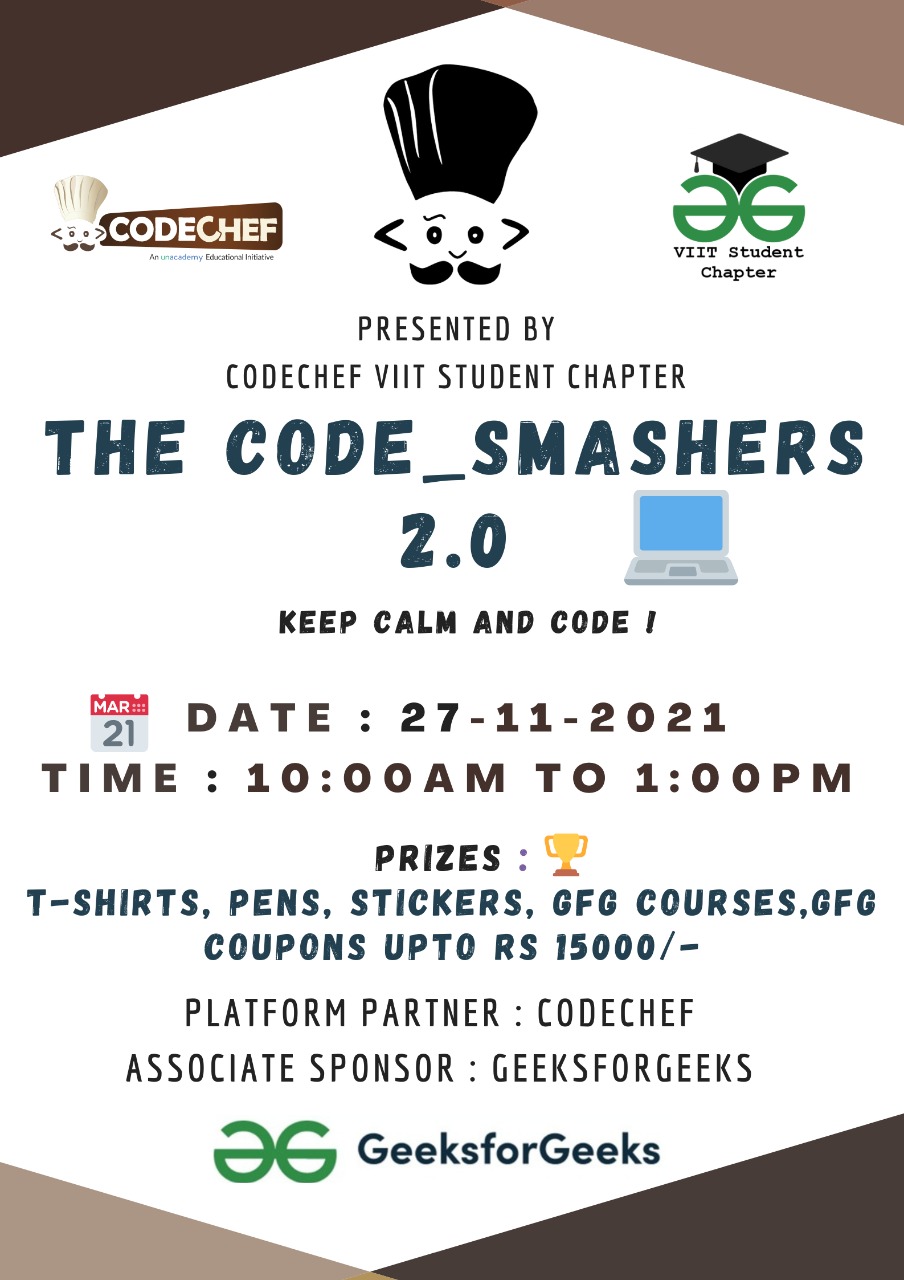 CODECHEF
An unacademy Educational Initiative
VIIT Student
Chapter
PRESENTED BY
CODECHEF VIIT STUDENT CHAPTER
THE CODE_SMASHERS
2.0
KEEP CALM AND CODE !
MAR
21
DATE : 27-11-2021
TIME : 10:00AM TO 1:00PM
PRIZES :
T-SHIRTS, PENS, STICKERS, GFG COURSES,GFG
COUPONS UPTO RS 15000/-
PLATFORM PARTNER : CODECHEF
ASSOCIATE SPONSOR : GEEKSFORGEEKS
GeeksforGeeks